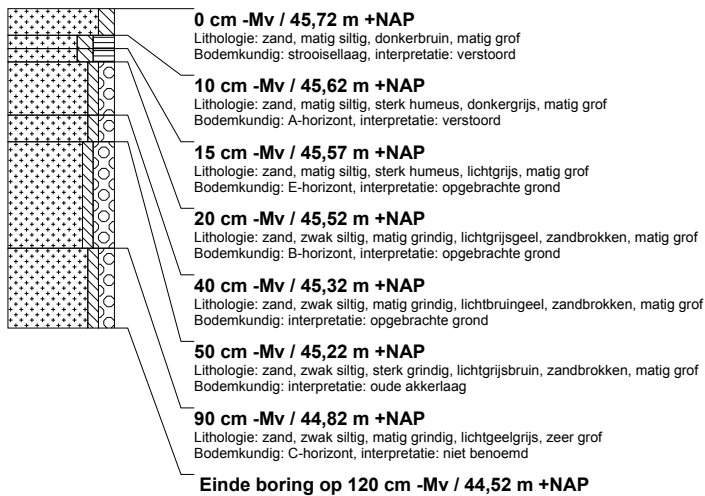 0 cm -Mv / 45,72 m +NAP
Lithologie: zand, matig siltig, donkerbruin, matig grof
Bodemkundig: strooisellaag, interpretatie: verstoord
10 cm -Mv / 45,62 m +NAP
Lithologie: zand, matig siltig, sterk humeus, donkergrijs, matig grof
Bodemkundig: A-horizont, interpretatie: verstoord
15 cm -Mv / 45,57 m +NAP
Lithologie: zand, matig siltig, sterk humeus, lichtgrijs, matig grof
Bodemkundig: E-horizont, interpretatie: opgebrachte grond
20 cm -Mv / 45,52 m +NAP
Lithologie: zand, zwak siltig, matig grindig, lichtgrijsgeel, zandbrokken, matig grof
Bodemkundig: B-horizont, interpretatie: opgebrachte grond
40 cm -Mv / 45,32 m +NAP
Lithologie: zand, zwak siltig, matig grindig, lichtbruingeel, zandbrokken, matig grof
Bodemkundig: interpretatie: opgebrachte grond
50 cm -Mv / 45,22 m +NAP
Lithologie: zand, zwak siltig, sterk grindig, lichtgrijsbruin, zandbrokken, matig grof
Bodemkundig: interpretatie: oude akkerlaag
90 cm -Mv / 44,82 m +NAP
Lithologie: zand, zwak siltig, matig grindig, lichtgeelgrijs, zeer grof
Bodemkundig: C-horizont, interpretatie: niet benoemd
Einde boring op 120 cm -Mv / 44,52 m +NAP